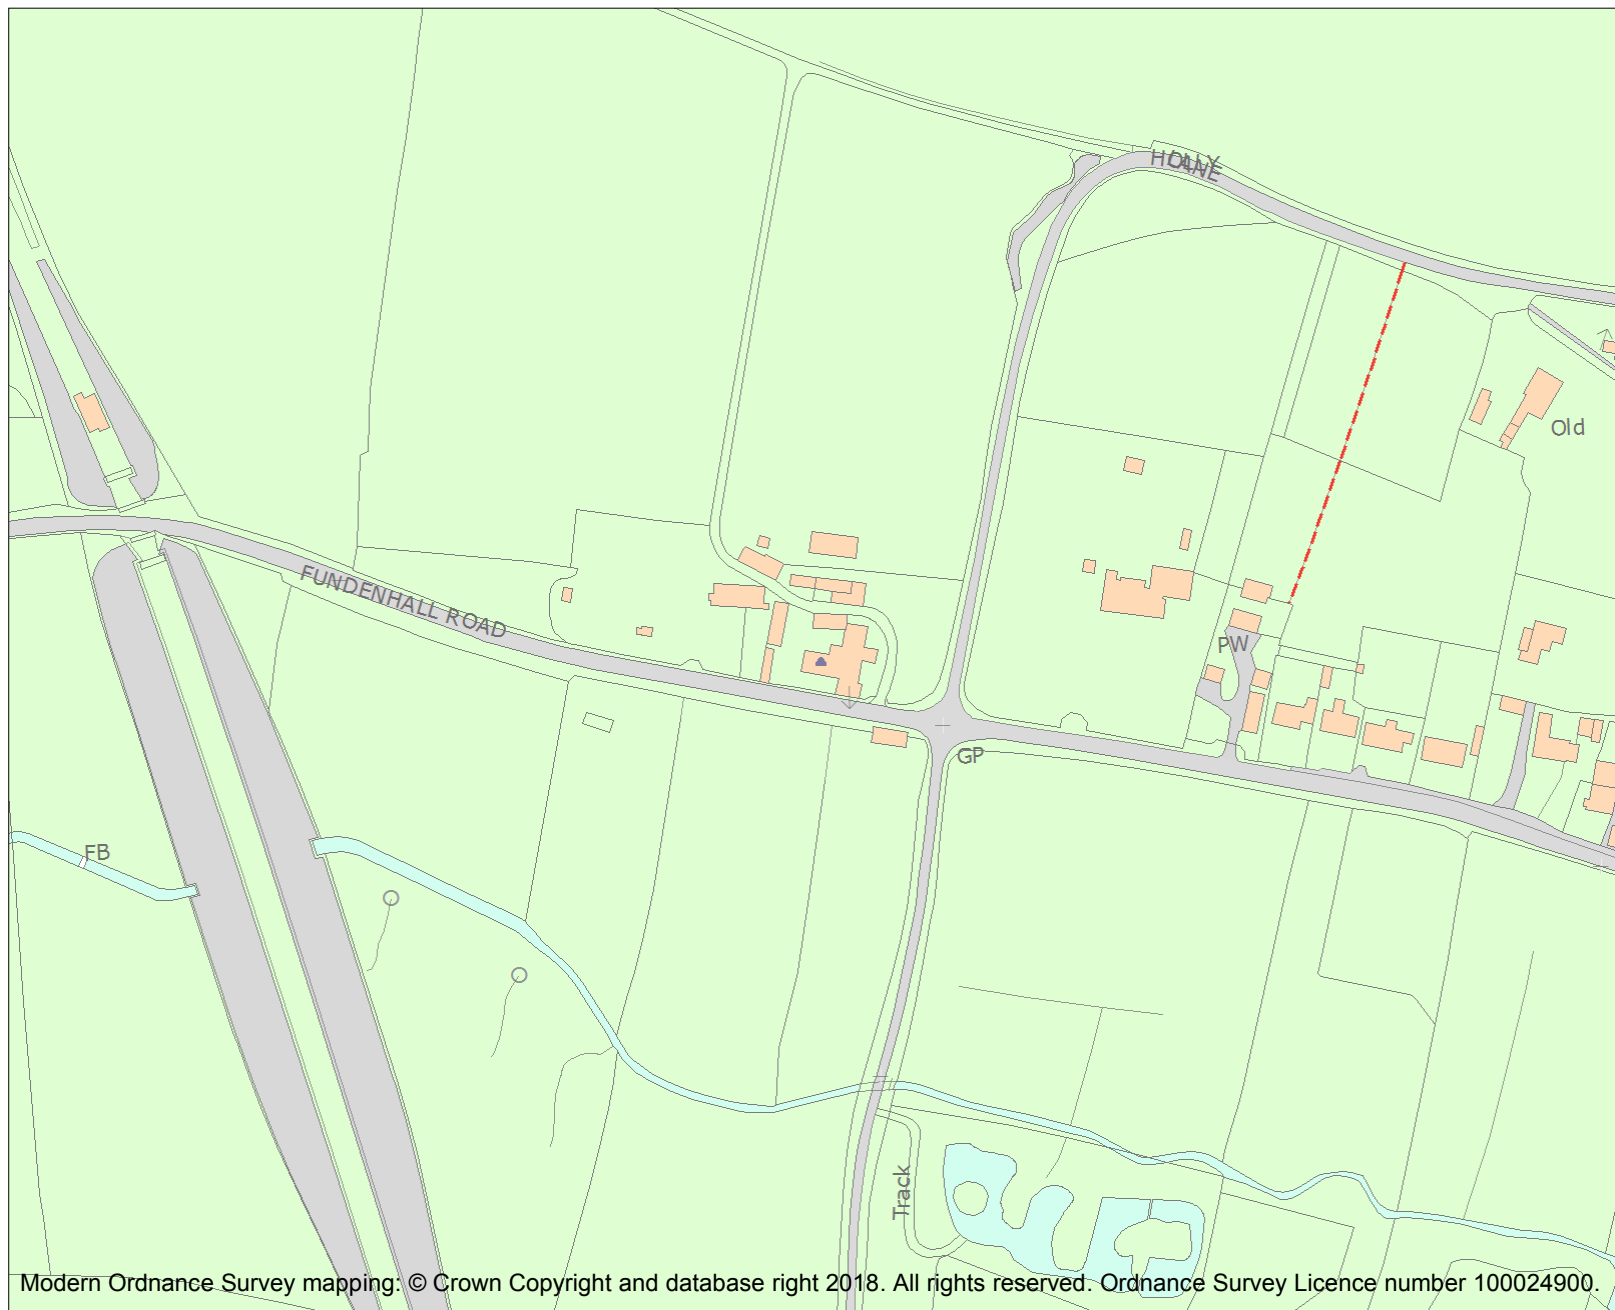 HOLLY
LANE
Old
FUNDENHALL ROAD
PW
GP
FB
Track
Modern Ordnance Survey mapping: © Crown Copyright and database right 2018. All rights reserved. Ordnance Survey Licence number 100024900.